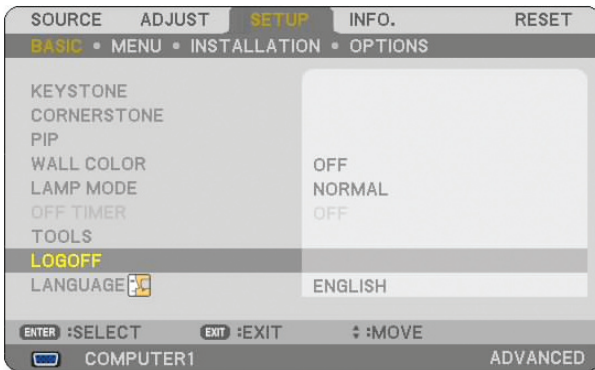 SOURCE ADJUST SETUP INFO. RESET
BASIC • MENU • INSTALLATION • OPTIONS
KEYSTONE
CORNERSTONE
PIP
WALL COLOR OFF
LAMP MODE NORMAL
OFF TIMER OFF
TOOLS
LOGOFF
LANGUAGE ENGLISH
ENTER :SELECT EXIT :EXIT :MOVE
COMPUTER1 ADVANCED